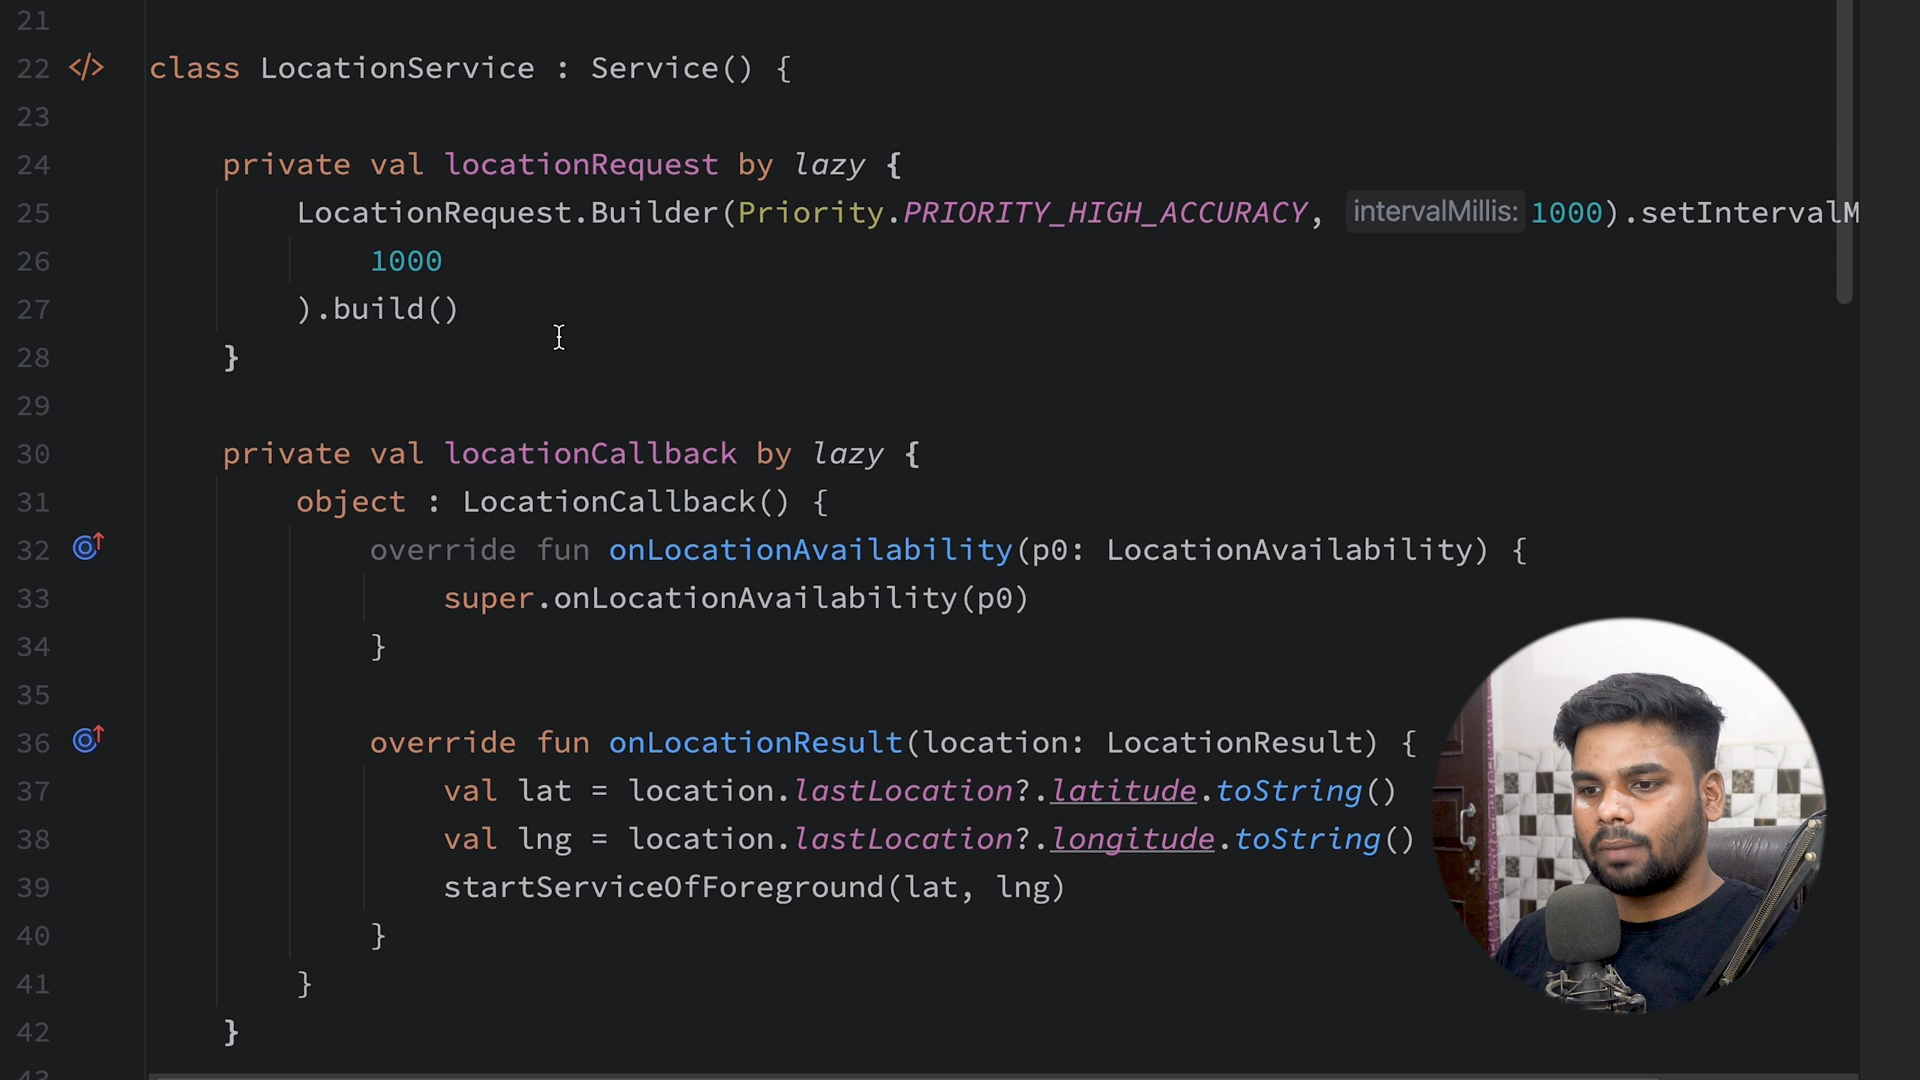 21
22 </> class LocationService : Service() {
23
24 private val locationRequest by lazy {
25 LocationRequest.Builder(Priority.PRIORITY_HIGH_ACCURACY, intervalMillis: 1000).setIntervalM
26 1000
27 ).build()
28 }
29
30 private val locationCallback by lazy {
31 object : LocationCallback() {
32 override fun onLocationAvailability(p0: LocationAvailability) {
33 super.onLocationAvailability(p0)
34 }
35
36 override fun onLocationResult(location: LocationResult) {
37 val lat = location.lastLocation?.latitude.toString()
38 val lng = location.lastLocation?.longitude.toString()
39 startServiceOfForeground(lat, lng)
40 }
41 }
42 }
43